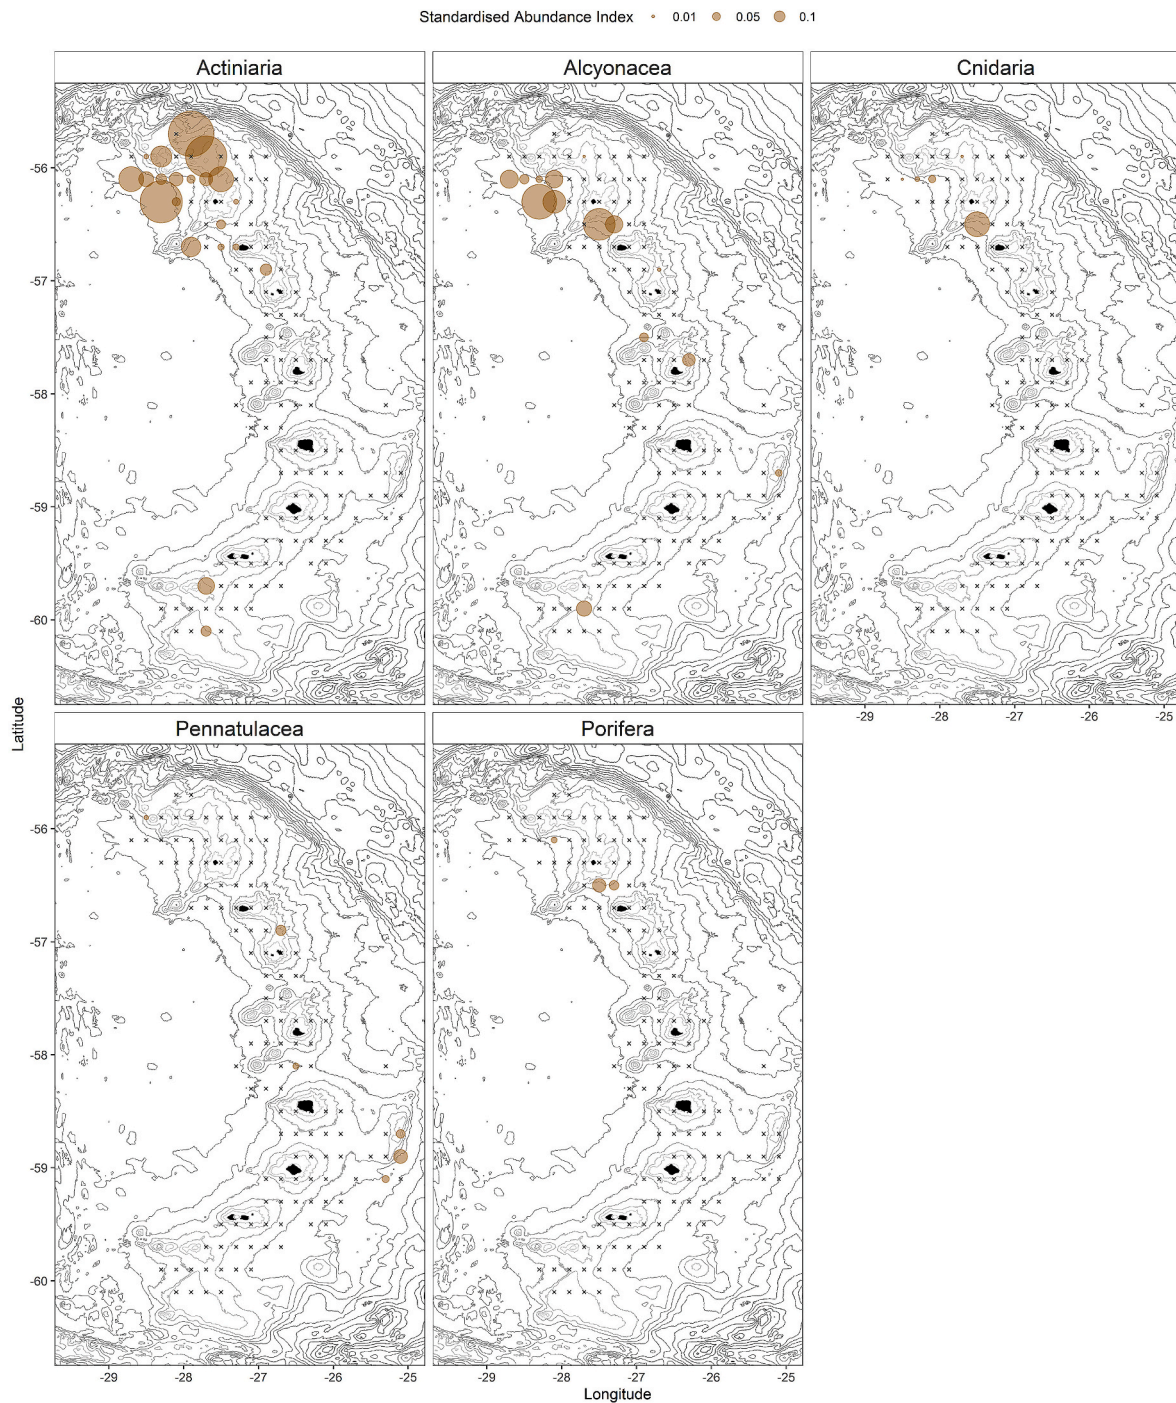 Standardised Abundance Index 0.01 0.05 0.1
Actiniaria Alcyonacea Cnidaria
-56
-57
-58
-59
-60
-29 -28 -27 -26 -25
Latitude
Pennatulacea Porifera
-56
-57
-58
-59
-60
-29 -28 -27 -26 -25 -29 -28 -27 -26 -25
Longitude